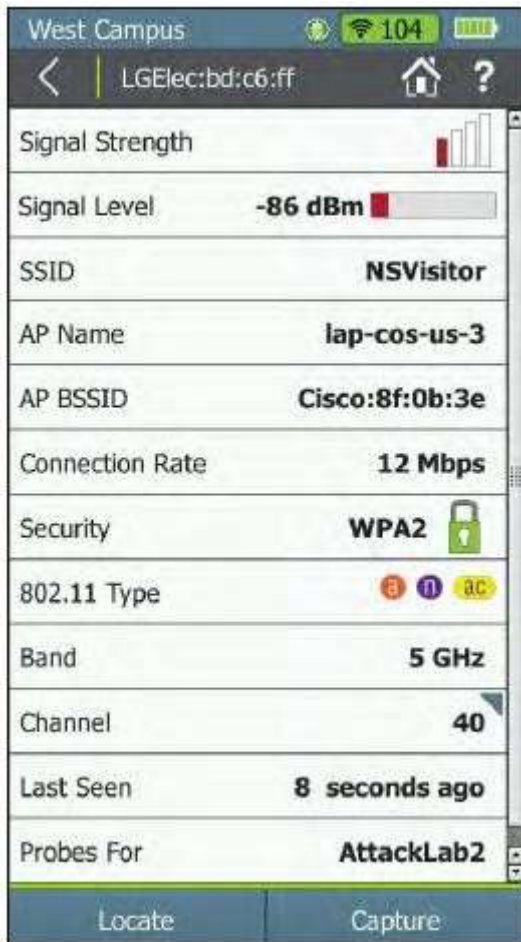 West Campus 104
LGElec:bd:c6:ff ?
Signal Strength
Signal Level -86 dBm
SSID NSVisitor
AP Name lap-cos-us-3
AP BSSID Cisco:8f:0b:3e
Connection Rate 12 Mbps
Security WPA2
802.11 Type a n ac
Band 5 GHz
Channel 40
Last Seen 8 seconds ago
Probes For AttackLab2
Locate Capture